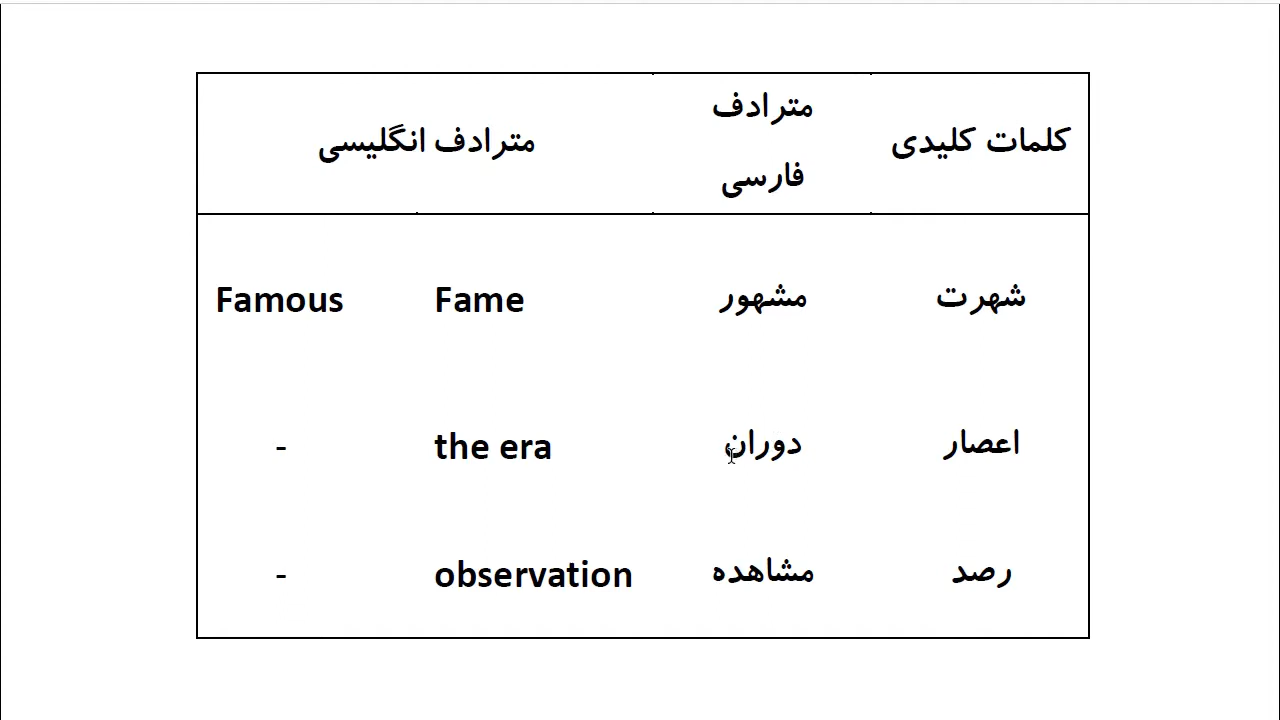 کلمات کلیدی
مترادف
فارسی
مترادف انگلیسی
شهرت
مشهور
Fame
Famous
اعصار
دوران
the era
-
رصد
مشاهده
observation
-